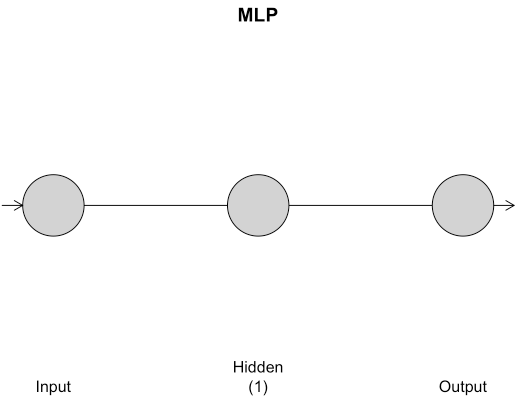 MLP
Hidden
Input
(1)
Output